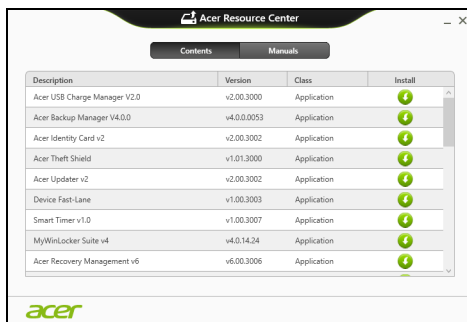 Acer Resource Center
Contents Manuals
Description Version Class Install
Acer USB Charge Manager V2.0 v2.00.3000 Application
Acer Backup Manager V4.0.0 v4.0.0.0053 Application
Acer Identity Card v2 v2.00.3002 Application
Acer Theft Shield v1.01.3000 Application
Acer Updater v2 v2.00.3002 Application
Device Fast-Lane v1.00.3003 Application
Smart Timer v1.0 v1.00.3007 Application
MyWinLocker Suite v4 v4.0.14.24 Application
Acer Recovery Management v6 v6.00.3006 Application
acer